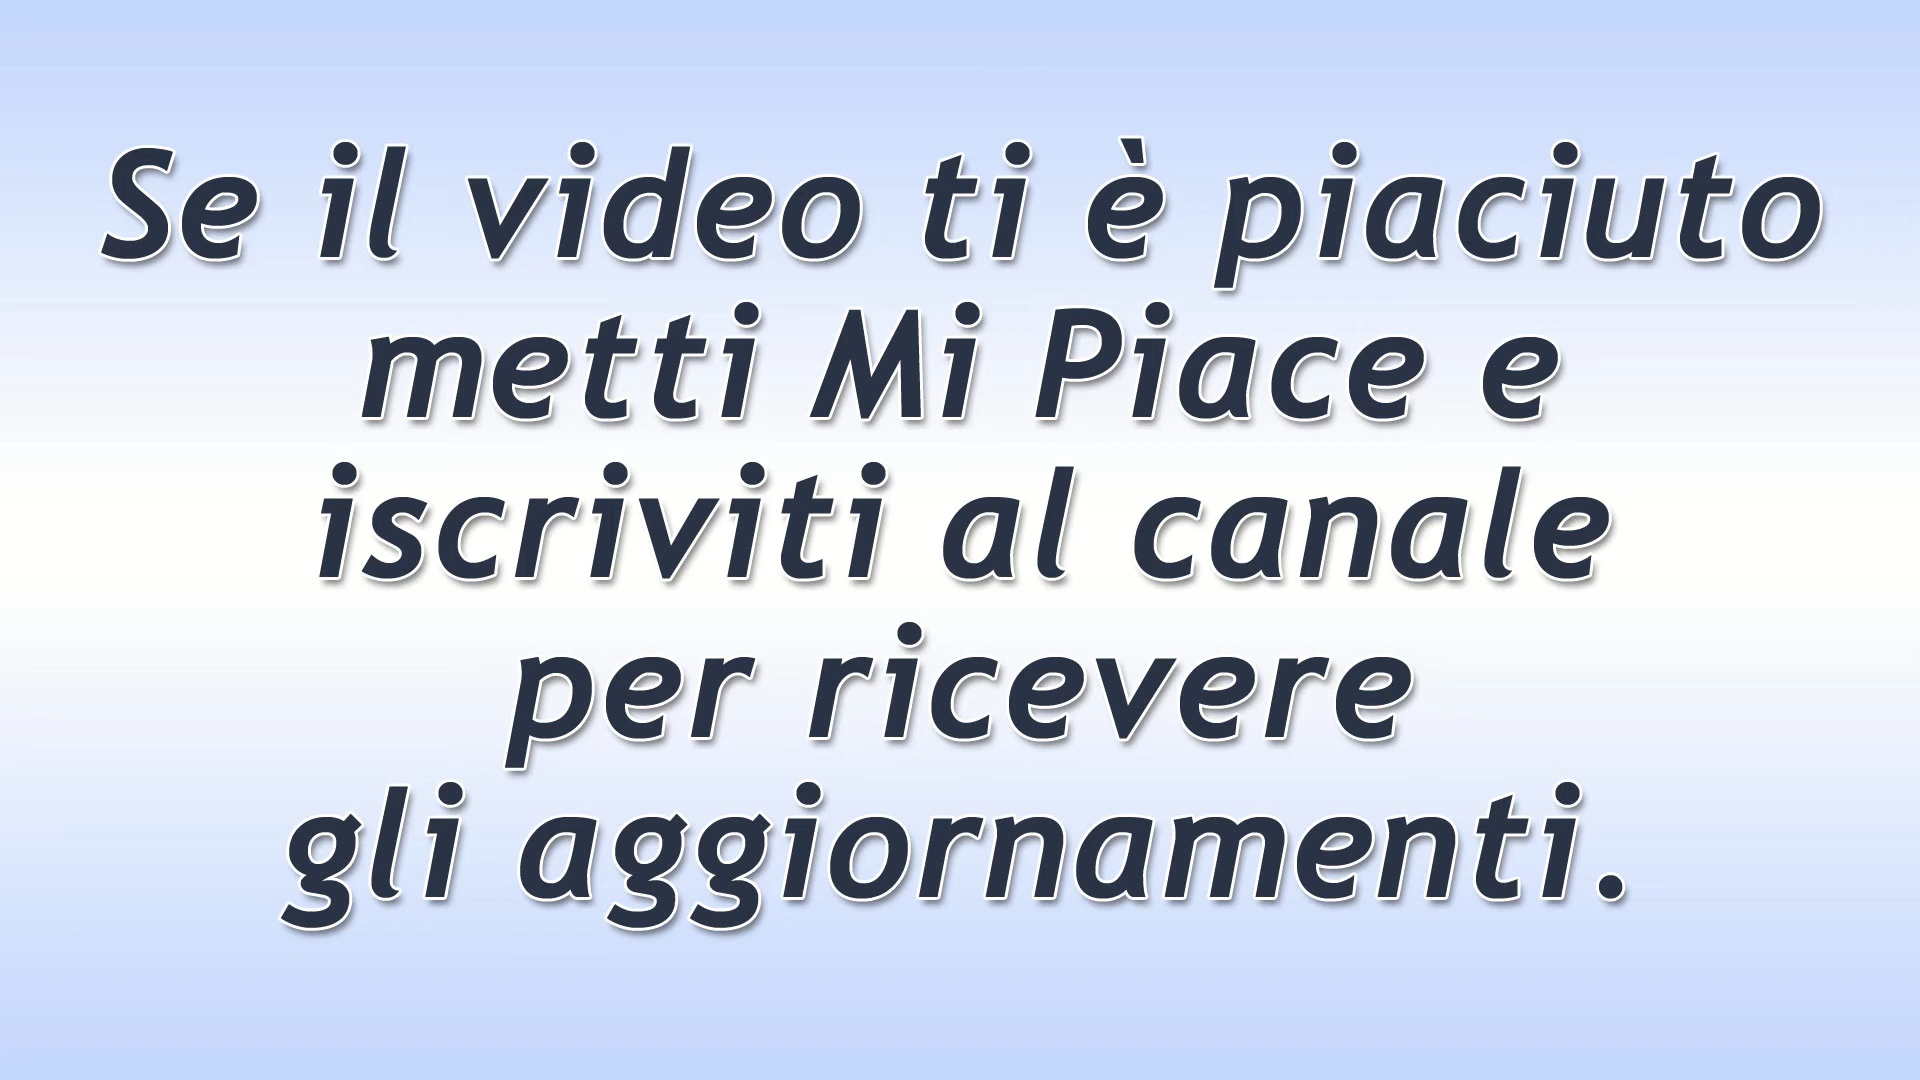 Se il video ti è piaciuto
metti Mi Piace e
iscriviti al canale
per ricevere
gli aggiornamenti.